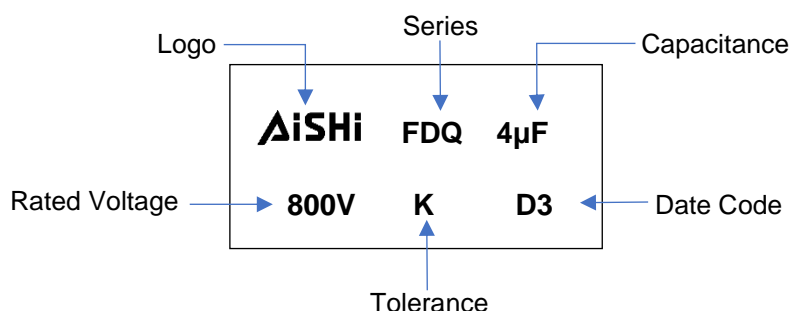 Series
Logo
Capacitance
AiSHi FDQ 4µF
Rated Voltage
800V K D3
Date Code
Tolerance